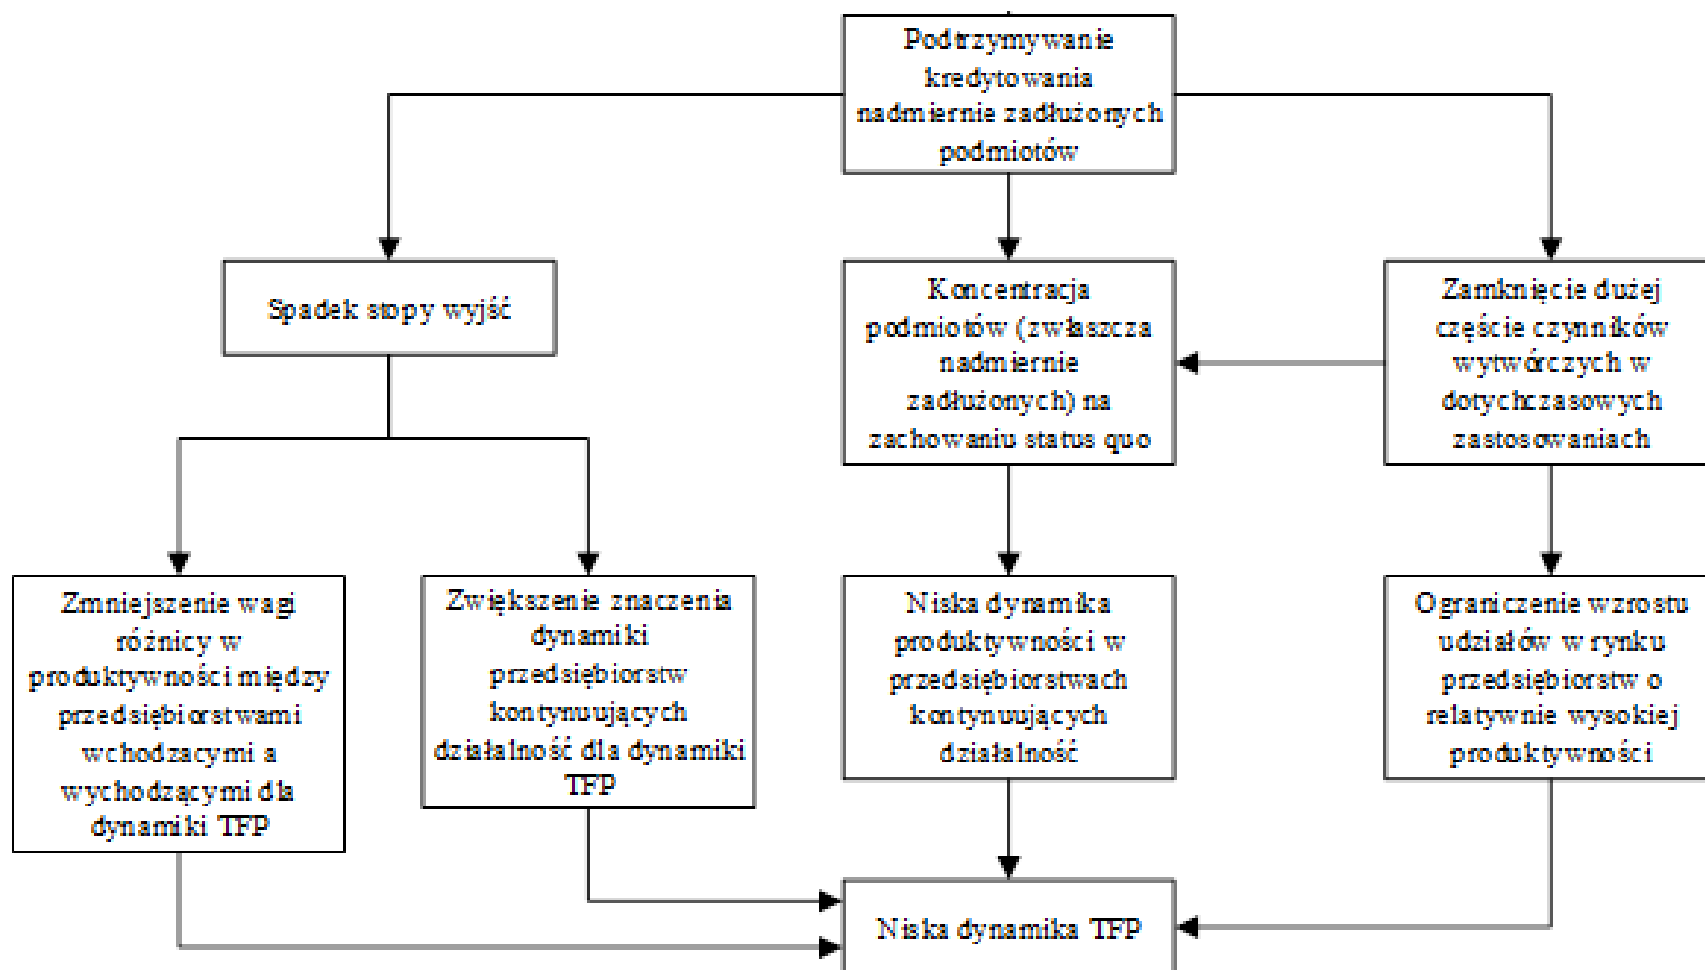 Podtrzymywanie
kredytowania
nadmiernie zadłużonych
podmiotów
Spadek stopy wyjść
Koncentracja
podmiotów (zwłaszcza
nadmiernie
zadłużonych) na
zachowaniu status quo
Zamknięcie dużej
częście czynników
wytwórczych w
dotychczasowych
zastosowaniach
Zmniejszenie wagi
różnicy w
produktywności między
przedsiębiorstwami
wchodzacymi a
wychodzącymi dla
dynamiki TFP
Zwiększenie znaczenia
dynamiki
przedsiębiorstw
kontynuujących
działalność dla dynamiki
TFP
Niska dynamika
produktywności w
przedsiębiorstwach
kontynuujących
działalność
Ograniczenie wzrostu
udziałów w rynku
przedsiębiorstw o
relatywnie wysokiej
produktywności
Niska dynamika TFP